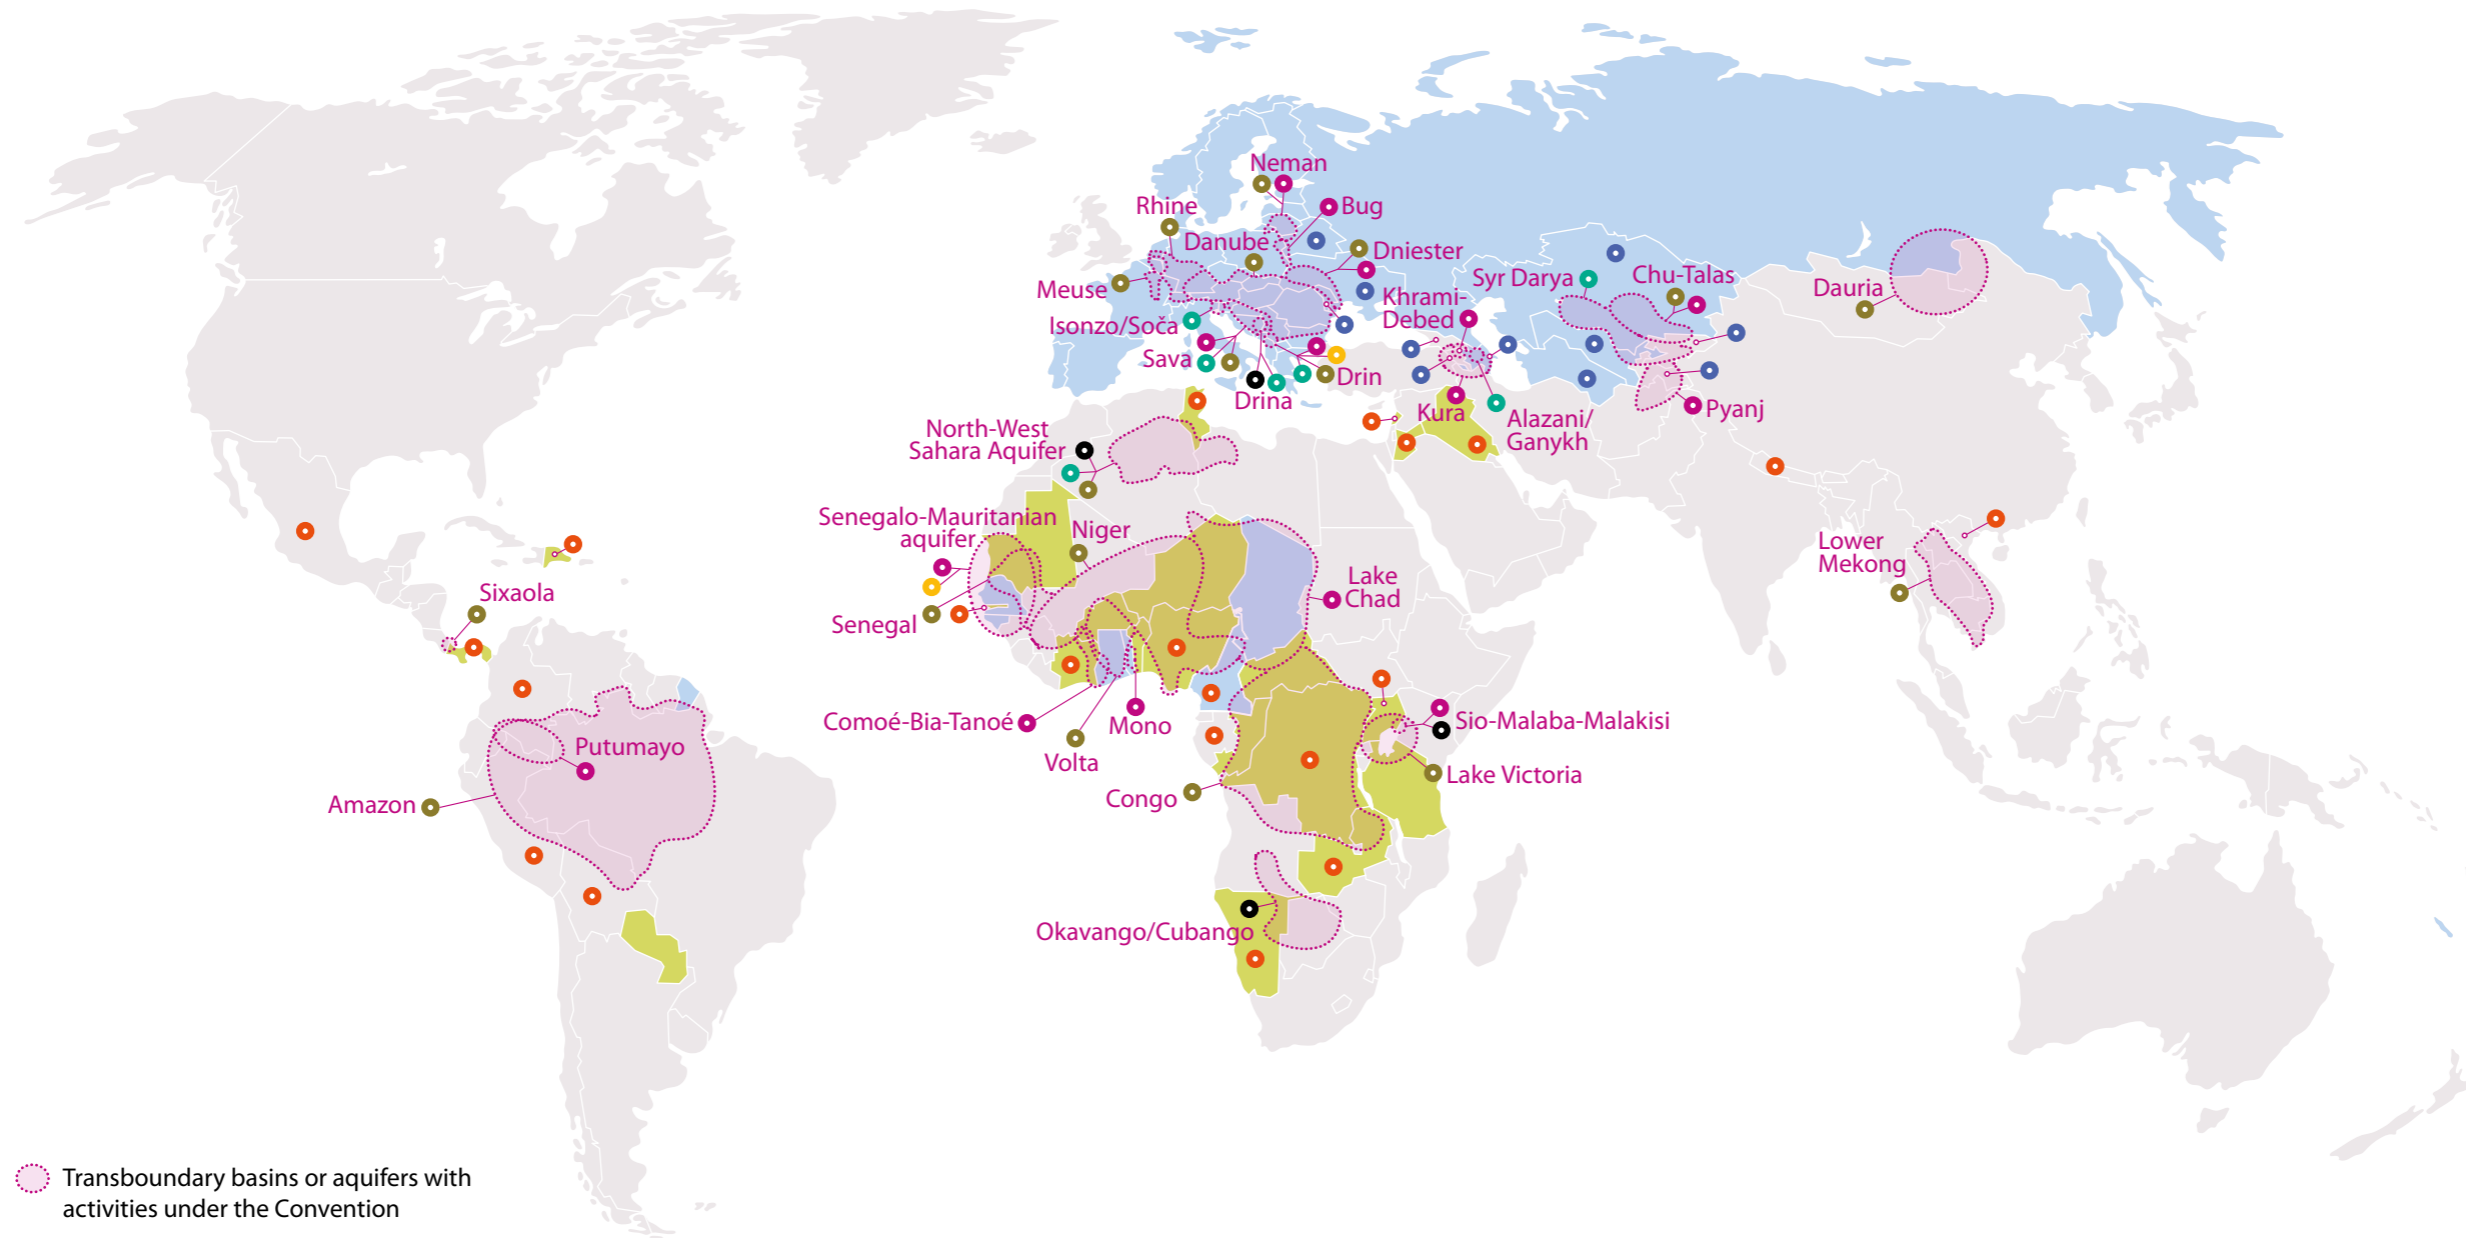 Neman
Rhine
Bug
Danube
Dniester
Meuse
Syr Darya
Chu-Talas
Dauria
Khrami-
Debed
Isonzo/Soča
Sava
Drin
Drina
Kura
Alazani/
Ganykh
Pyanj
North-West
Sahara Aquifer
Senegalo-Mauritanian
aquifer
Niger
Lower
Mekong
Lake
Chad
Sixaola
Senegal
Comoé-Bia-Tanoé
Mono
Sio-Malaba-Malakisi
Putumayo
Volta
Lake Victoria
Amazon
Congo
Okavango/Cubango
Transboundary basins or aquifers with
activities under the Convention